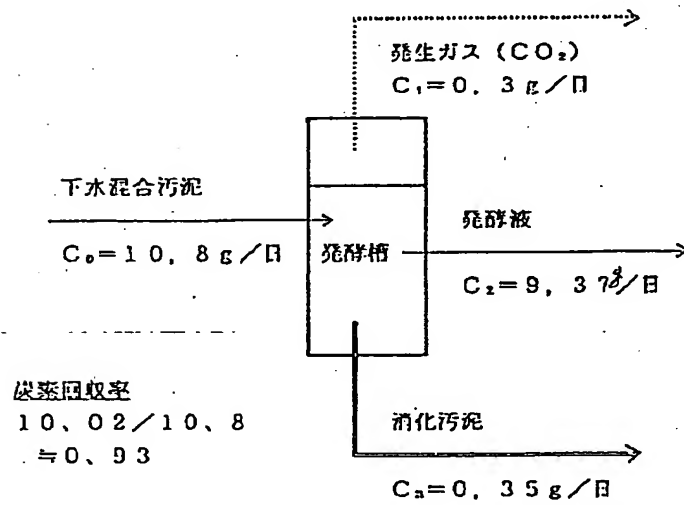 発生ガス(CO₂)
C₁=0.3g/日
下水混合汚泥
C₀=10.8g/日
発酵槽
発酵液
C₂=9.37g/日
炭素回収率
10.02/10.8
≒0.93
消化汚泥
C₃=0.35g/日